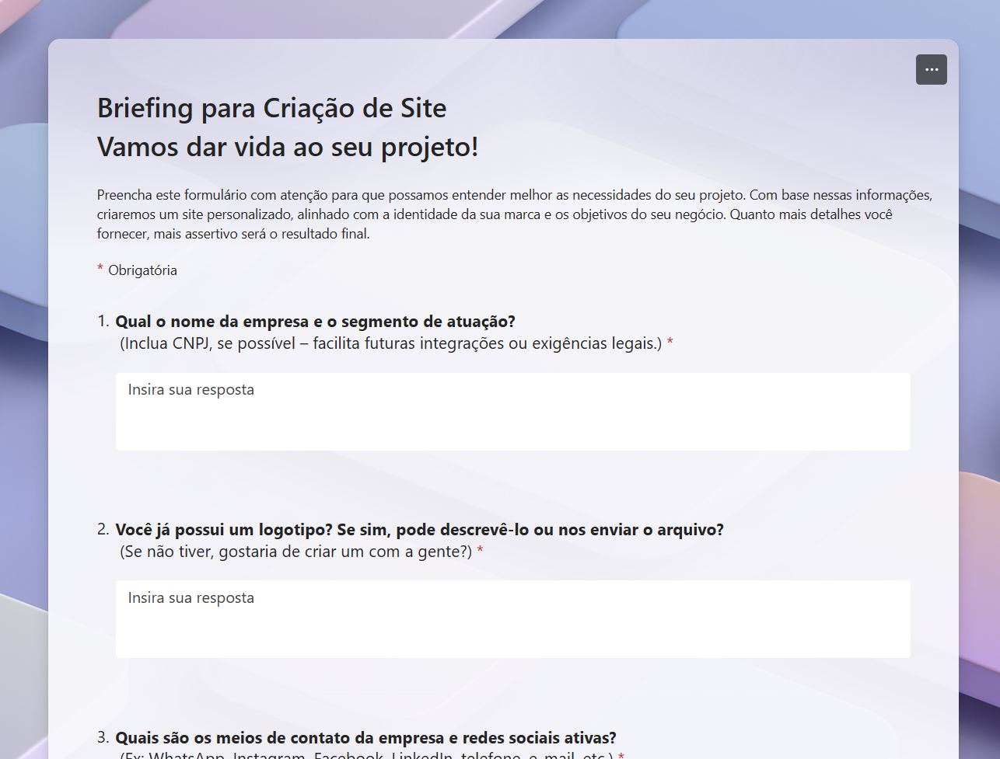 Briefing para Criação de Site
Vamos dar vida ao seu projeto!
Preencha este formulário com atenção para que possamos entender melhor as necessidades do seu projeto. Com base nessas informações,
criaremos um site personalizado, alinhado com a identidade da sua marca e os objetivos do seu negócio. Quanto mais detalhes você
fornecer, mais assertivo será o resultado final.
* Obrigatória
1. Qual o nome da empresa e o segmento de atuação?
(Inclua CNPJ, se possível – facilita futuras integrações ou exigências legais.) *
Insira sua resposta
2. Você já possui um logotipo? Se sim, pode descrevê-lo ou nos enviar o arquivo?
(Se não tiver, gostaria de criar um com a gente?) *
Insira sua resposta
3. Quais são os meios de contato da empresa e redes sociais ativas?
(Ex: WhatsApp, Instagram, Facebook, LinkedIn, telefone, e-mail, etc.) *